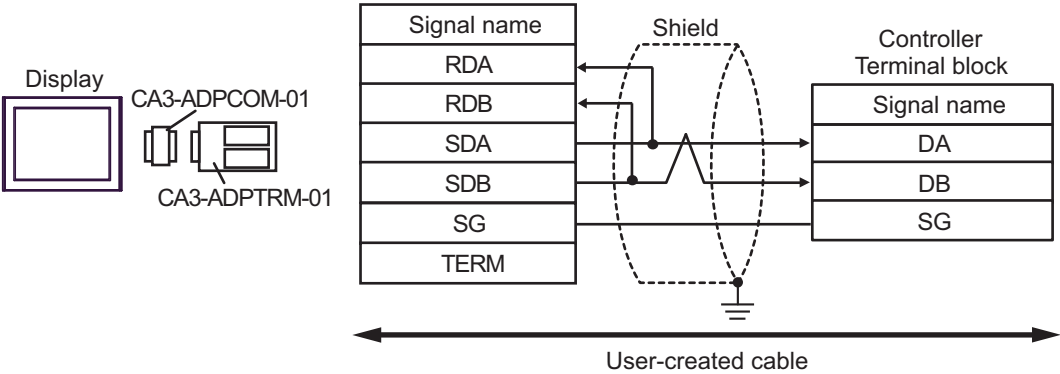 Display
CA3-ADPCOM-01
CA3-ADPTRM-01
Signal name
RDA
RDB
SDA
SDB
SG
TERM
Shield
Controller
Terminal block
Signal name
DA
DB
SG
User-created cable